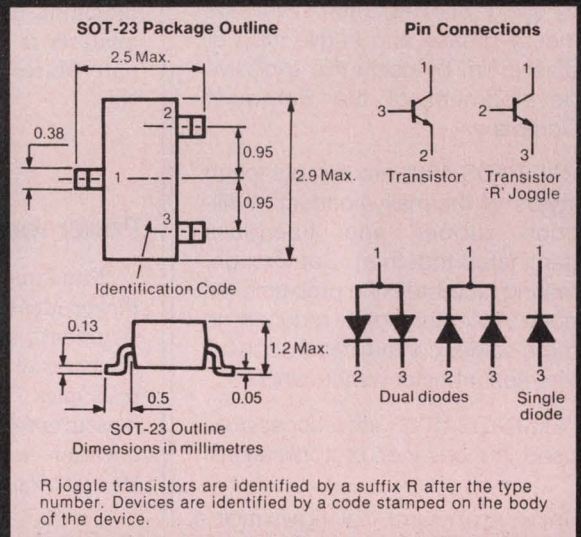 SOT-23 Package Outline
Pin Connections
2.5 Max.
2
0.38
0.95
1
2.9 Max.
0.95
3
Identification Code
1
3
2
Transistor
1
2
3
Transistor
'R' Joggle
0.13
1.2 Max.
0.5
0.05
SOT-23 Outline
Dimensions in millimetres
1
1
2
3
2
3
3
Dual diodes
Single
diode
R joggle transistors are identified by a suffix R after the type
number. Devices are identified by a code stamped on the body
of the device.